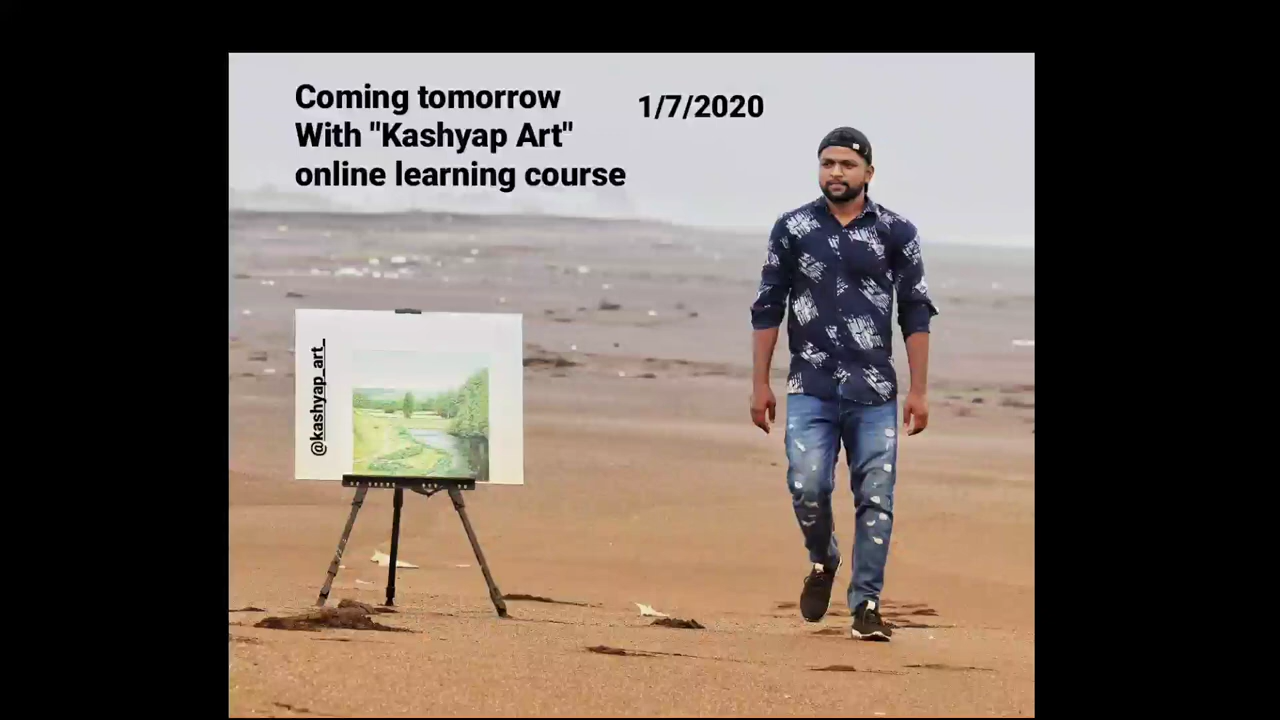 Coming tomorrow
With "Kashyap Art"
online learning course
1/7/2020
@kashyap_art_